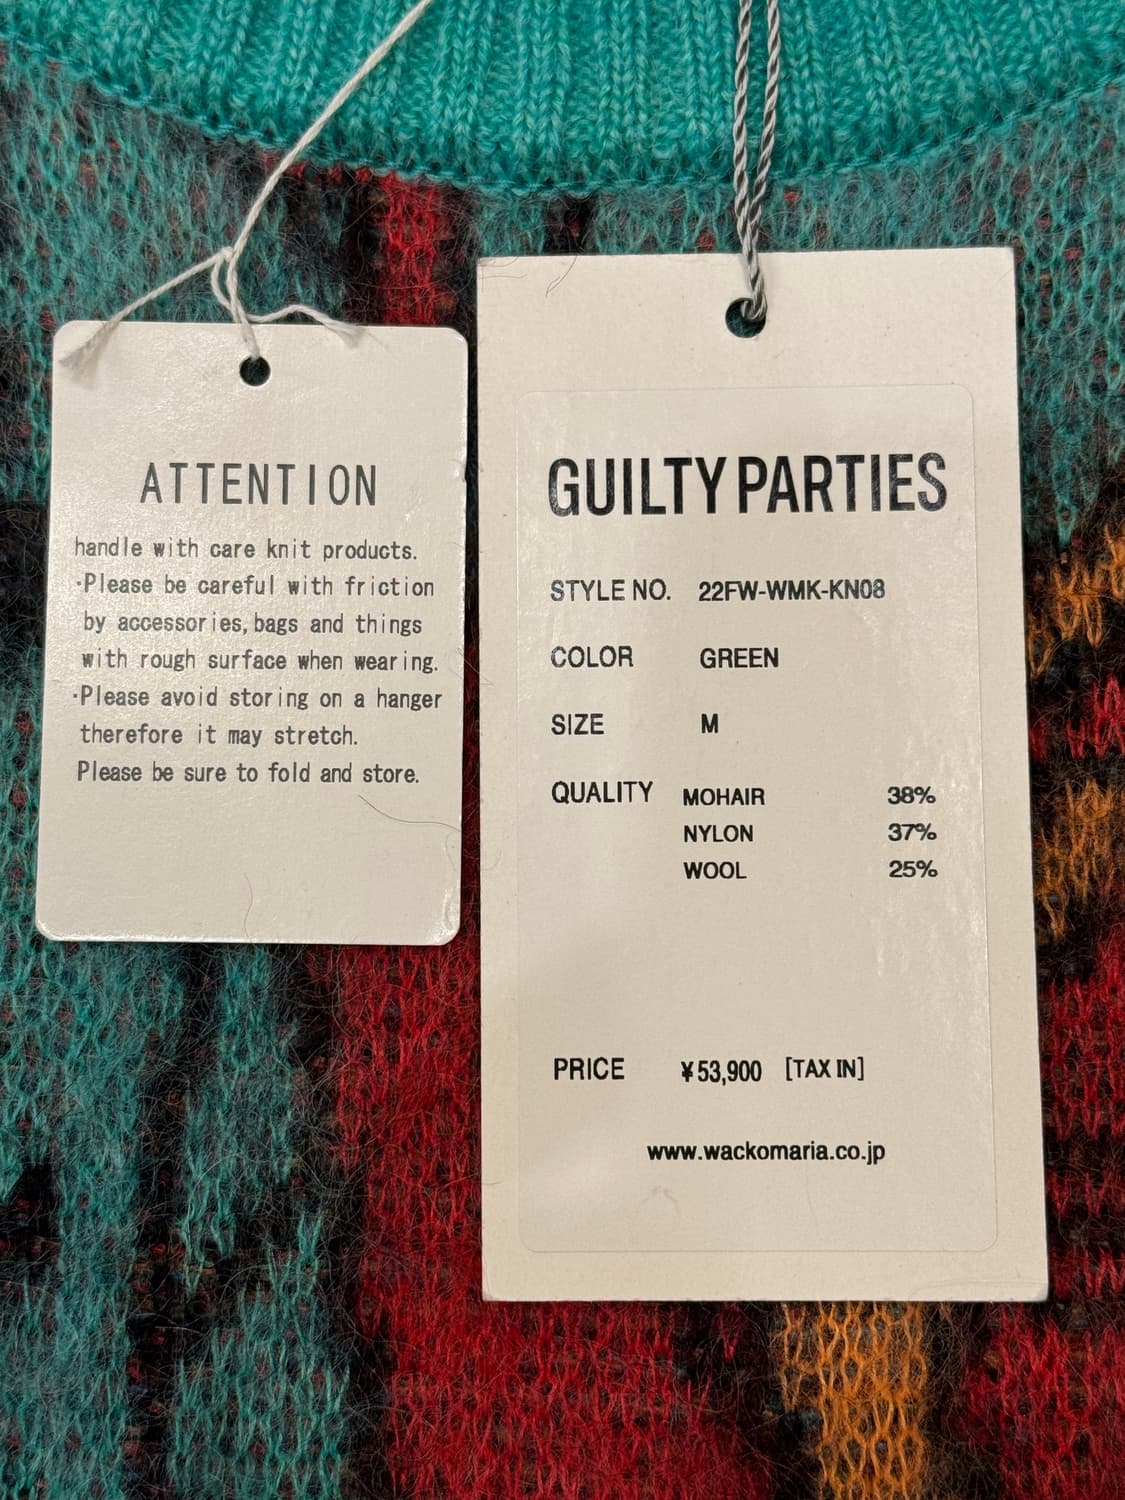 ATTENTION
handle with care knit products.
·Please be careful with friction
by accessories, bags and things
with rough surface when wearing.
·Please avoid storing on a hanger
therefore it may stretch.
Please be sure to fold and store.
GUILTY PARTIES
STYLE NO. 22FW-WMK-KN08
COLOR GREEN
SIZE M
QUALITY MOHAIR 38%
NYLON 37%
WOOL 25%
PRICE ¥53,900 [TAX IN]
www.wackomaria.co.jp